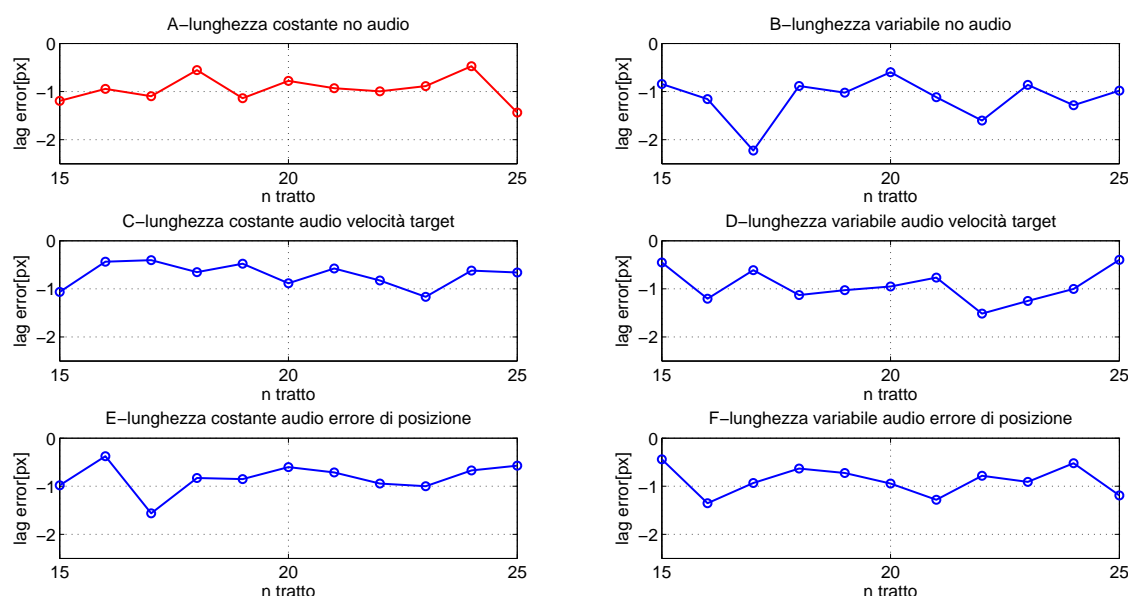 A−lunghezza costante no audio
0
−1
−2
lag error[px]
15
20
25
n tratto
B−lunghezza variabile no audio
0
−1
−2
lag error[px]
15
20
25
n tratto
C−lunghezza costante audio velocità target
0
−1
−2
lag error[px]
15
20
25
n tratto
D−lunghezza variabile audio velocità target
0
−1
−2
lag error[px]
15
20
25
n tratto
E−lunghezza costante audio errore di posizione
0
−1
−2
lag error[px]
15
20
25
n tratto
F−lunghezza variabile audio errore di posizione
0
−1
−2
lag error[px]
15
20
25
n tratto